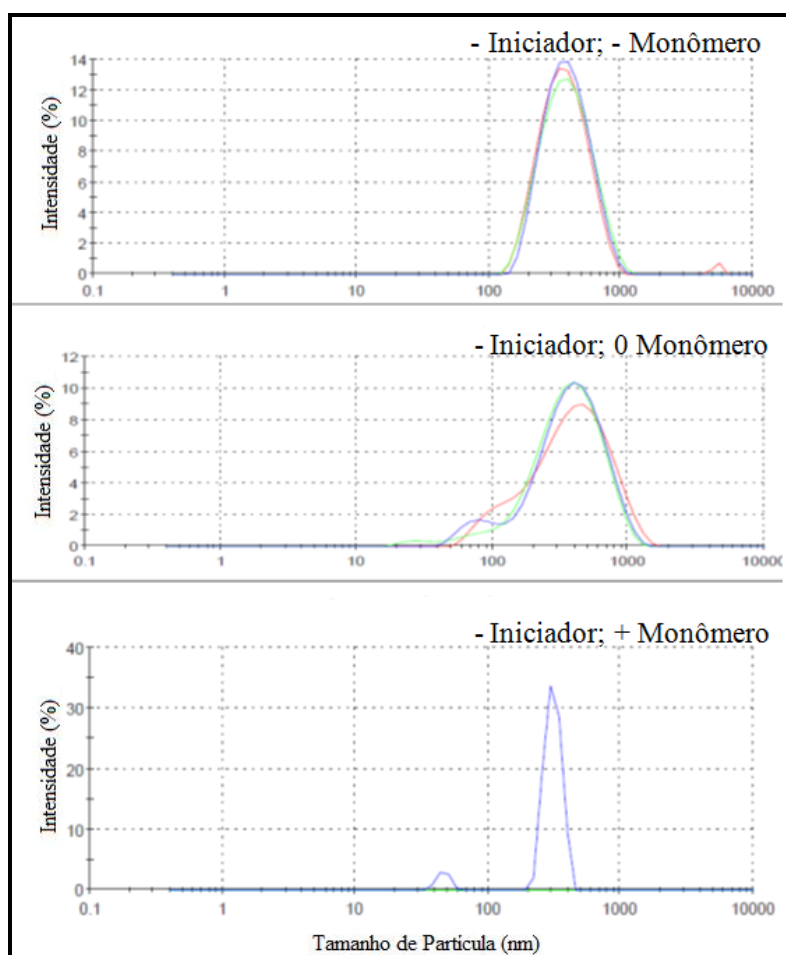 - Iniciador; - Monômero
Intensidade (%)
14
12
10
8
6
4
2
0
0.1 1 10 100 1000 10000
- Iniciador; 0 Monômero
Intensidade (%)
12
10
8
6
4
2
0
0.1 1 10 100 1000 10000
- Iniciador; + Monômero
Intensidade (%)
40
30
20
10
0
0.1 1 10 100 1000 10000
Tamanho de Partícula (nm)